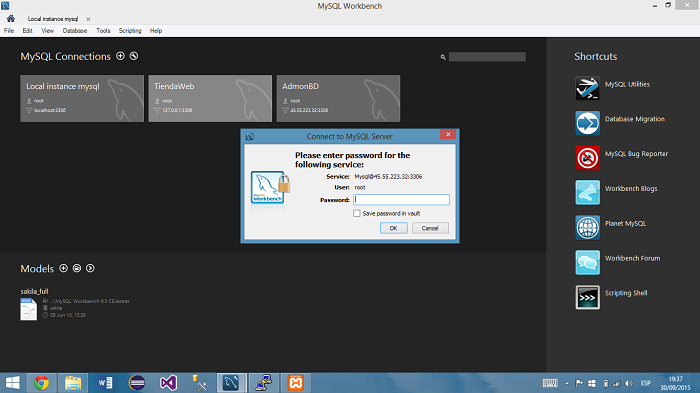 MySQL Workbench
Local instance mysql
File Edit View Database Tools Scripting Help
MySQL Connections
Local instance mysql
root
localhost:3306
TiendaWeb
root
127.0.0.1:3306
AdmonBD
root
45.55.223.32:3306
Shortcuts
MySQL Utilities
Database Migration
MySQL Bug Reporter
Workbench Blogs
Planet MySQL
Workbench Forum
Scripting Shell
Connect to MySQL Server
Please enter password for the
following service:
Service: Mysql@45.55.223.32:3306
User: root
Password:
Save password in vault
OK Cancel
Workbench
Models
sakila_full
...\MySQL Workbench 6.3 CE/extras
sakila
08 Jun 15, 13:30
ESP
19:37
30/09/2015